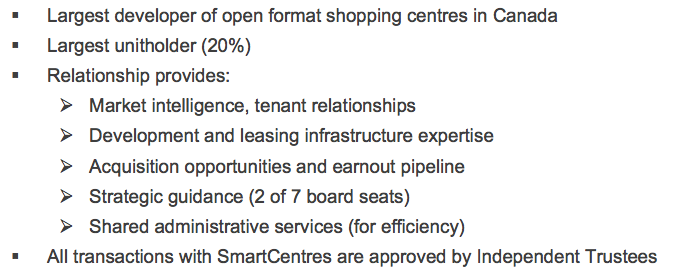 ▪ Largest developer of open format shopping centres in Canada
▪ Largest unitholder (20%)
▪ Relationship provides:
➢ Market intelligence, tenant relationships
➢ Development and leasing infrastructure expertise
➢ Acquisition opportunities and earnout pipeline
➢ Strategic guidance (2 of 7 board seats)
➢ Shared administrative services (for efficiency)
▪ All transactions with SmartCentres are approved by Independent Trustees